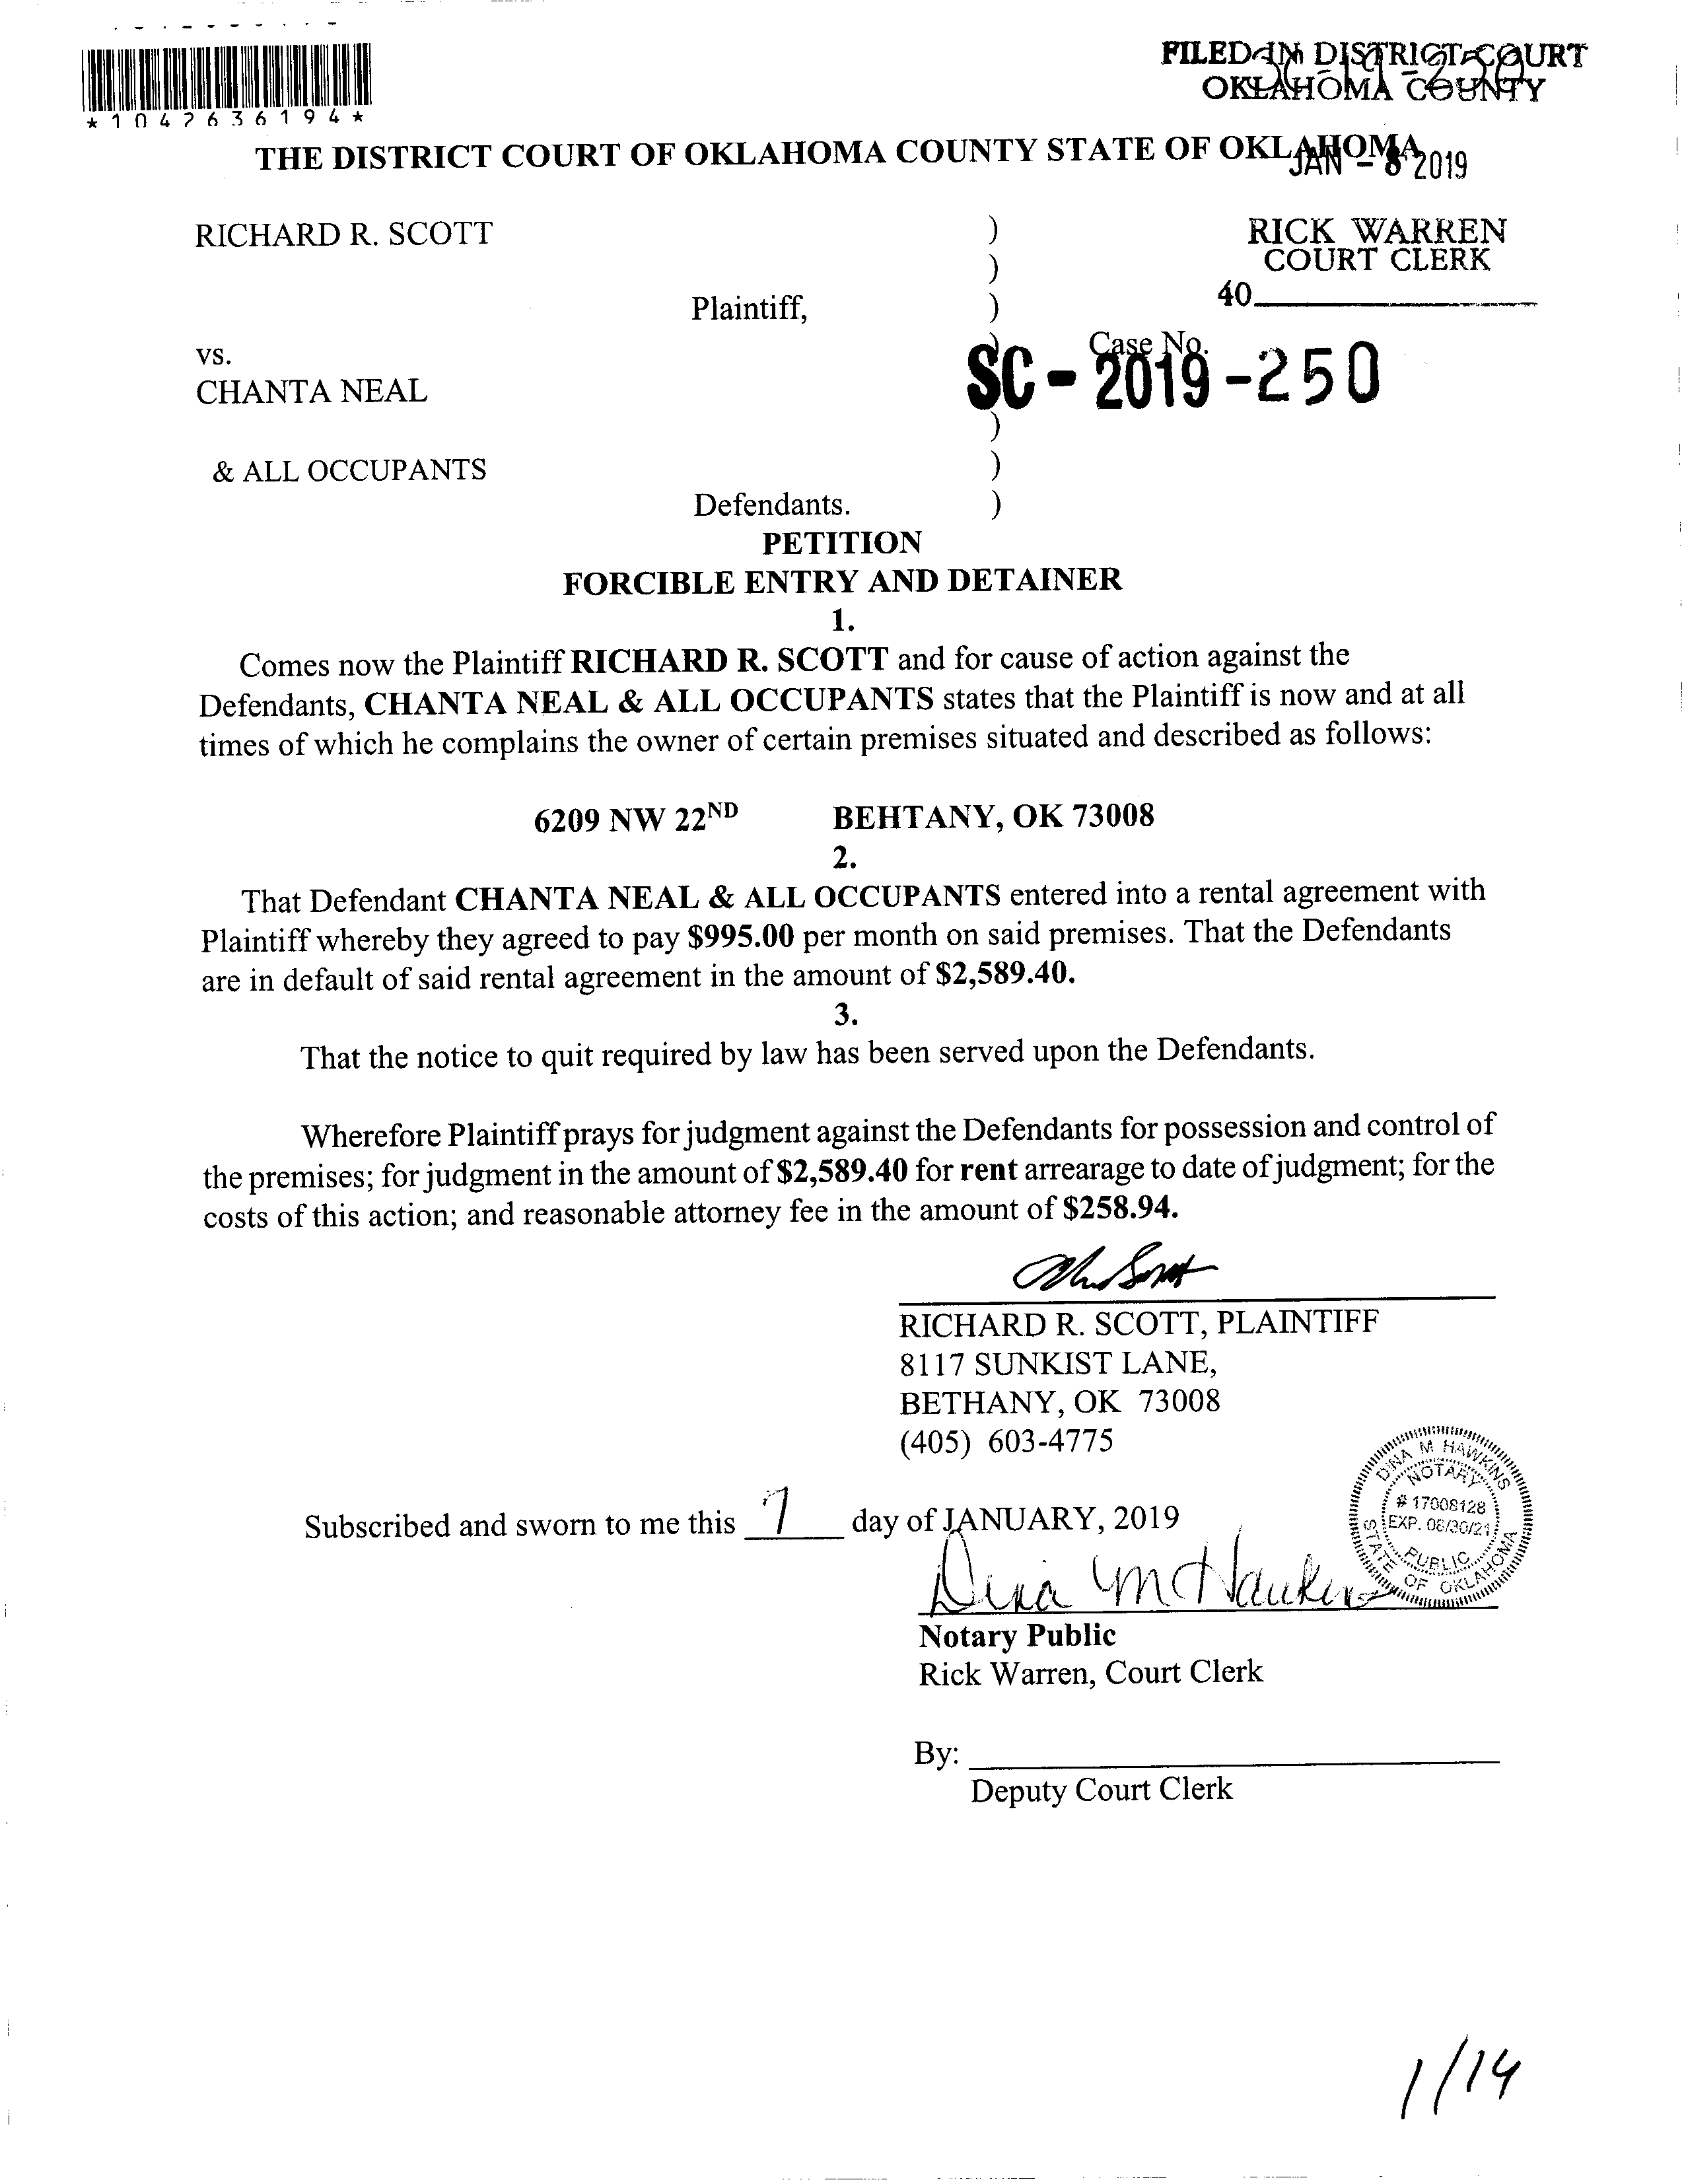 *1042636194*
FILED IN DISTRICT COURT
OKLAHOMA COUNTY
THE DISTRICT COURT OF OKLAHOMA COUNTY STATE OF OKLAHOMA
JAN - 8 2019
RICHARD R. SCOTT )
RICK WARREN
) COURT CLERK
Plaintiff, ) 40
vs. ) Case No.
CHANTA NEAL SC - 2019 -250
)
& ALL OCCUPANTS )
Defendants. )
PETITION
FORCIBLE ENTRY AND DETAINER
1.
Comes now the Plaintiff RICHARD R. SCOTT and for cause of action against the
Defendants, CHANTA NEAL & ALL OCCUPANTS states that the Plaintiff is now and at all
times of which he complains the owner of certain premises situated and described as follows:
6209 NW 22ND BEHTANY, OK 73008
2.
That Defendant CHANTA NEAL & ALL OCCUPANTS entered into a rental agreement with
Plaintiff whereby they agreed to pay $995.00 per month on said premises. That the Defendants
are in default of said rental agreement in the amount of $2,589.40.
3.
That the notice to quit required by law has been served upon the Defendants.
Wherefore Plaintiff prays for judgment against the Defendants for possession and control of
the premises; for judgment in the amount of $2,589.40 for rent arrearage to date of judgment; for the
costs of this action; and reasonable attorney fee in the amount of $258.94.
RICHARD R. SCOTT, PLAINTIFF
8117 SUNKIST LANE,
BETHANY, OK 73008
(405) 603-4775
DINA M HAWKINS
NOTARY
# 17008128
EXP. 06/30/21
PUBLIC
STATE OF OKLAHOMA
Subscribed and sworn to me this 7 day of JANUARY, 2019
Dina M Hawkins
Notary Public
Rick Warren, Court Clerk
By:
Deputy Court Clerk
1/14